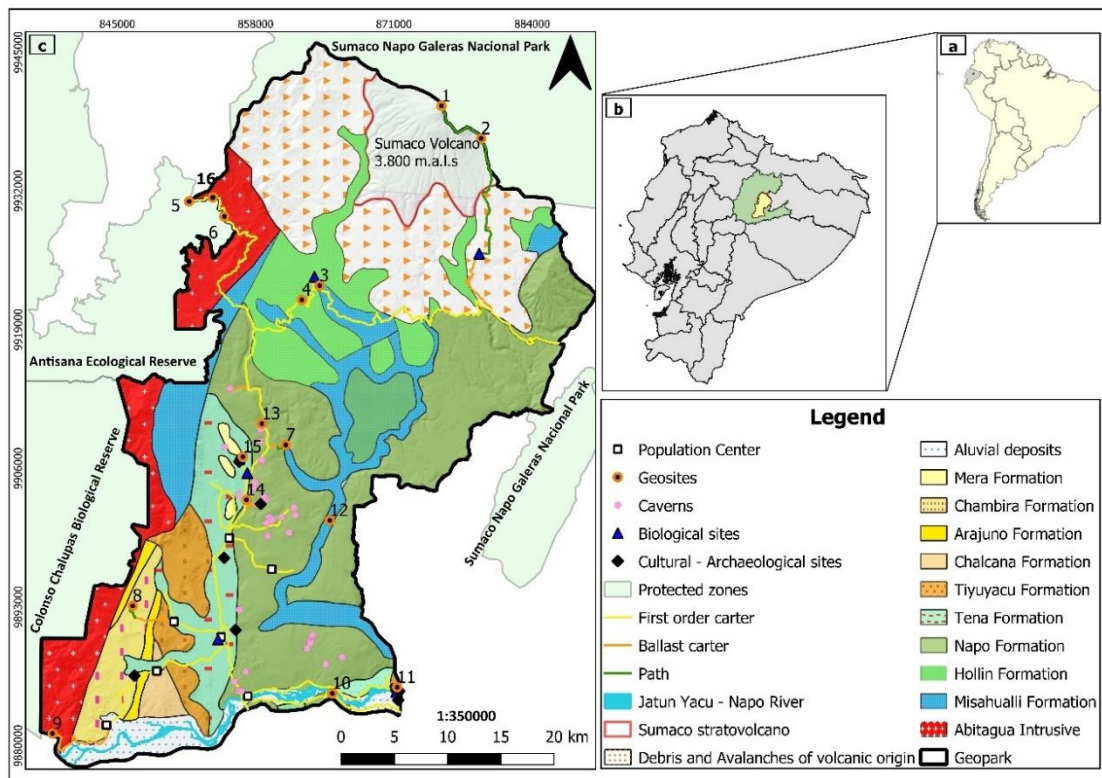 845000
858000
871000
884000
c
Sumaco Napo Galeras National Park
9945000
9932000
9919000
9906000
9893000
9880000
1
2
Sumaco Volcano
3.800 m.a.l.s
16
5
6
3
4
Antisana Ecological Reserve
Colonso Chalupas Biological Reserve
Sumaco Napo Galeras National Park
13
7
15
14
12
8
11
10
9
1:350000
0 5 10 15 20 km
a
b
Legend
Population Center
Geosites
Caverns
Biological sites
Cultural - Archaeological sites
Protected zones
First order carter
Ballast carter
Path
Jatun Yacu - Napo River
Sumaco stratovolcano
Debris and Avalanches of volcanic origin
Aluvial deposits
Mera Formation
Chambira Formation
Arajuno Formation
Chalcana Formation
Tiyuyacu Formation
Tena Formation
Napo Formation
Hollin Formation
Misahualli Formation
Abitagua Intrusive
Geopark